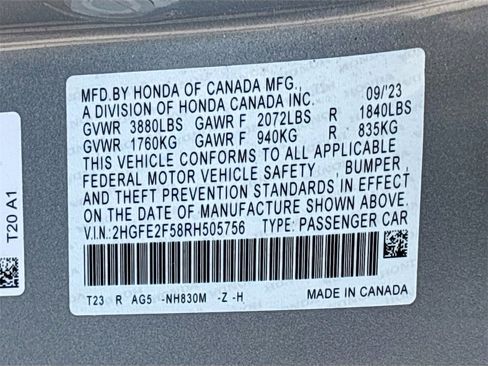 MFD.BY HONDA OF CANADA MFG., 09/'23
A DIVISION OF HONDA CANADA INC.
GVWR 3880LBS GAWR F 2072LBS R 1840LBS
GVWR 1760KG GAWR F 940KG R 835KG
THIS VEHICLE CONFORMS TO ALL APPLICABLE
FEDERAL MOTOR VEHICLE SAFETY, BUMPER,
AND THEFT PREVENTION STANDARDS IN EFFECT
ON DATE OF MANUFACTURE SHOWN ABOVE.
V.I.N.:2HGFE2F58RH505756 TYPE: PASSENGER CAR
T23 R AG5 -NH830M -Z -H
MADE IN CANADA
T20 A1